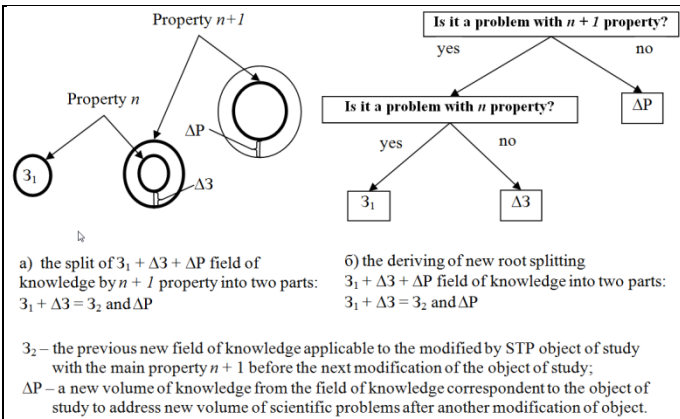 Property n+1
Property n
ΔP
З₁
ΔЗ
Is it a problem with n + 1 property?
yes
no
Is it a problem with n property?
ΔP
yes
no
З₁
ΔЗ
а) the split of З₁ + ΔЗ + ΔP field of
knowledge by n + 1 property into two parts:
З₁ + ΔЗ = З₂ and ΔP
б) the deriving of new root splitting
З₁ + ΔЗ + ΔP field of knowledge into two parts:
З₁ + ΔЗ = З₂ and ΔP
З₂ – the previous new field of knowledge applicable to the modified by STP object of study
with the main property n + 1 before the next modification of the object of study;
ΔP – a new volume of knowledge from the field of knowledge correspondent to the object of
study to address new volume of scientific problems after another modification of object.